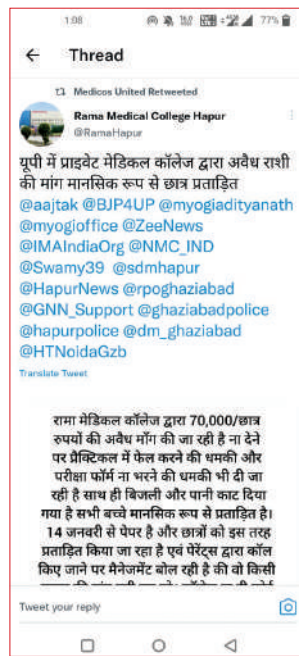 1:08
77%
Thread
Medicos United Retweeted
Rama Medical College Hapur
@RamaHapur
यूपी में प्राइवेट मेडिकल कॉलेज द्वारा अवैध राशी
की मांग मानसिक रूप से छात्र प्रताड़ित
@aajtak @BJP4UP @myogiadityanath
@myogioffice @ZeeNews
@IMAIndiaOrg @NMC_IND
@Swamy39 @sdmhapur
@HapurNews @rpoghaziabad
@GNN_Support @ghaziabadpolice
@hapurpolice @dm_ghaziabad
@HTNoidaGzb
Translate Tweet
रामा मेडिकल कॉलेज द्वारा 70,000/छात्र
रुपयों की अवैध माँग की जा रही है ना देने
पर प्रैक्टिकल में फेल करने की धमकी और
परीक्षा फॉर्म ना भरने की धमकी भी दी जा
रही है साथ ही बिजली और पानी काट दिया
गया है सभी बच्चे मानसिक रूप से प्रताड़ित है।
14 जनवरी से पेपर है और छात्रों को इस तरह
प्रताड़ित किया जा रहा है एवं पेरेंट्स द्वारा कॉल
किए जाने पर मैनेजमेंट बोल रही है की वो किसी
Tweet your reply